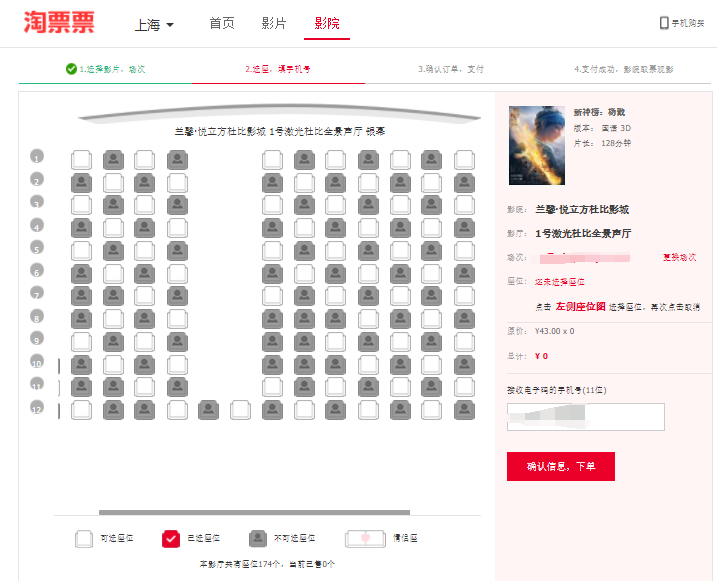 淘票票
上海
首页
影片
影院
手机购买
1.选择影片，场次
2.选座，填手机号
3.确认订单，支付
4.支付成功，影院取票观影
兰馨·悦立方杜比影城 1号激光杜比全景声厅 银幕
1
2
3
4
5
6
7
8
9
10
11
12
可选座位
已选座位
不可选座位
情侣座
本影厅共有座位174个，当前已售0个
新神榜：杨戬
版本： 国语 3D
片长： 128分钟
影院： 兰馨·悦立方杜比影城
影厅： 1号激光杜比全景声厅
场次： 更换场次
座位： 还未选择座位
点击 左侧座位图 选择座位，再次点击取消
原价： ¥43.00 x 0
总计： ¥ 0
接收电子码的手机号(11位)
确认信息，下单